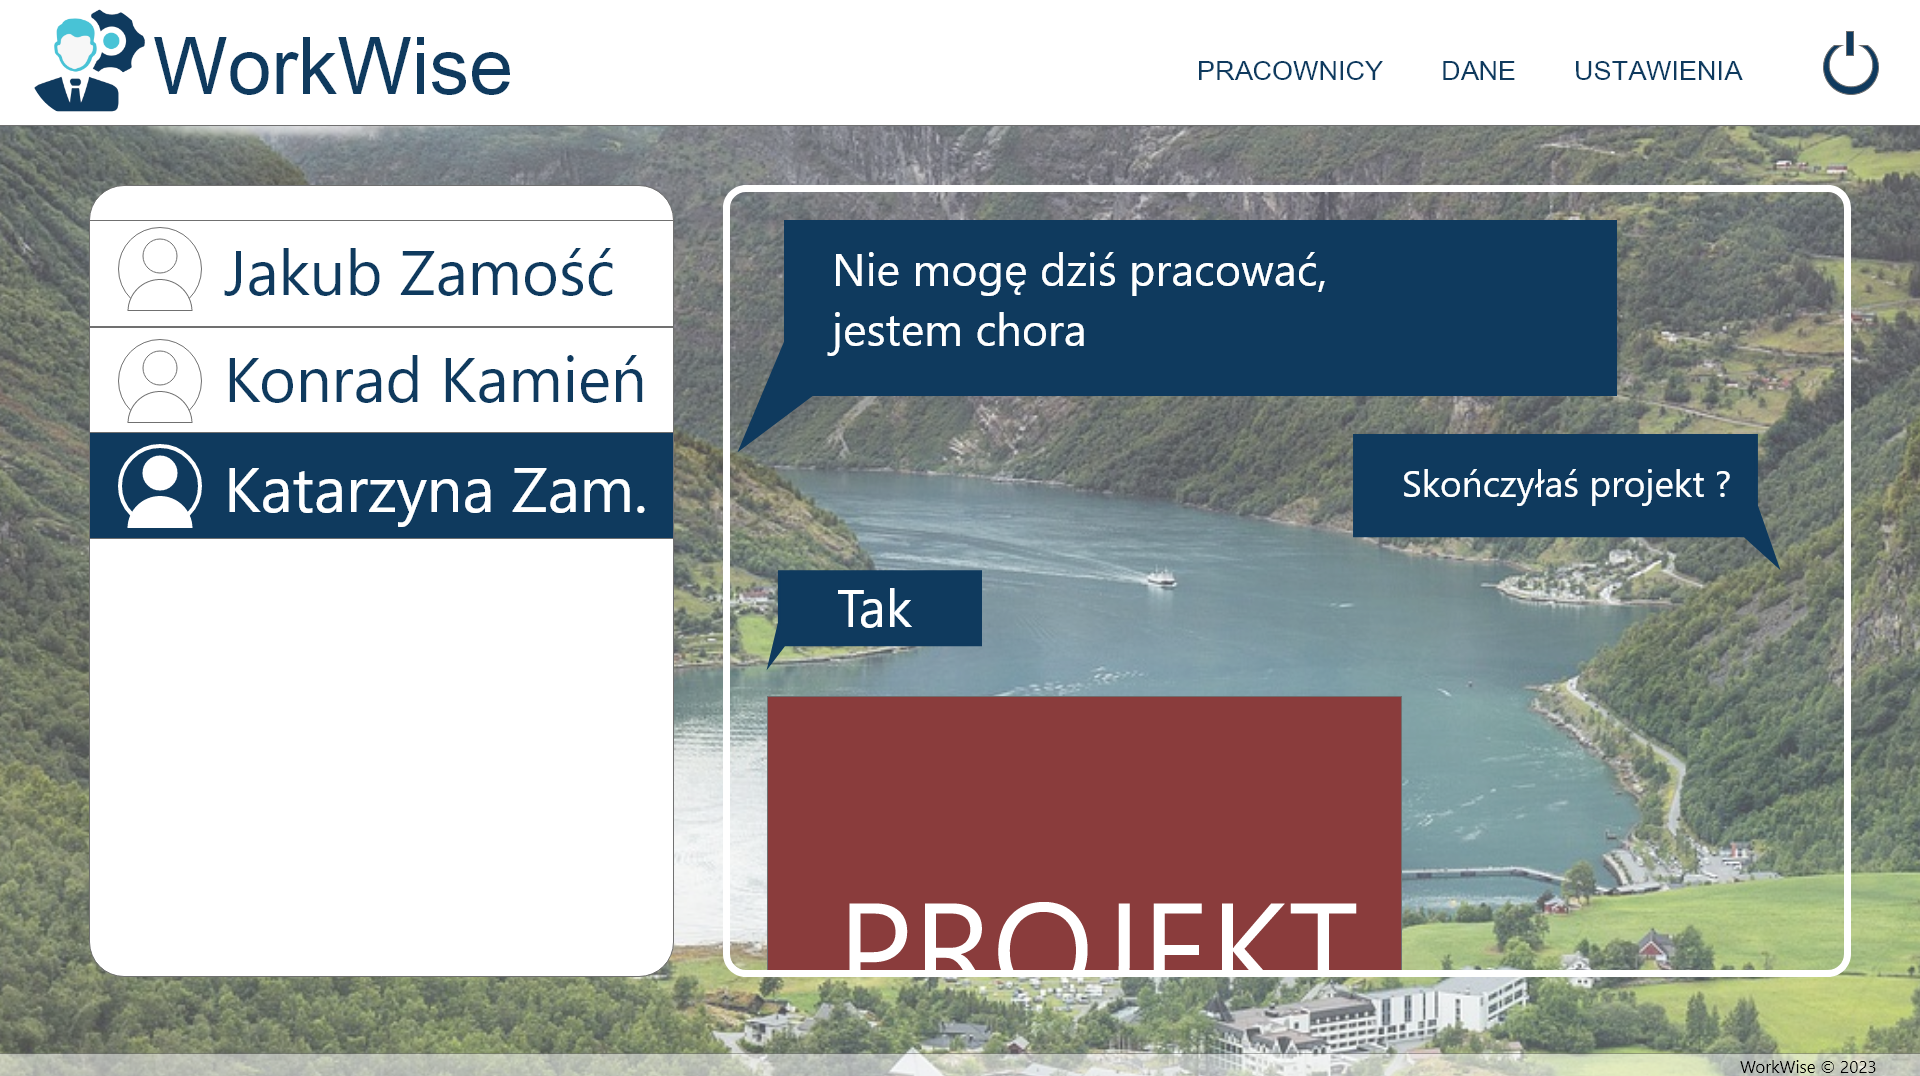 WorkWise
PRACOWNICY
DANE
USTAWIENIA
Jakub Zamość
Konrad Kamień
Katarzyna Zam.
Nie mogę dziś pracować,
jestem chora
Skończyłaś projekt ?
Tak
PROJEKT
WorkWise © 2023